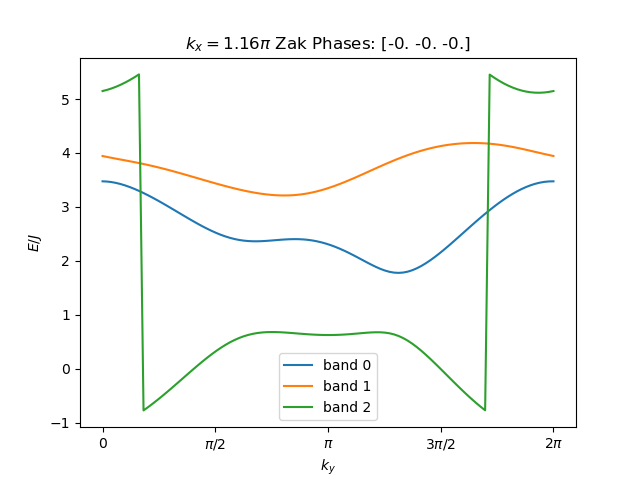 $k_x = 1.16\pi$ Zak Phases: [-0. -0. -0.]
E/J
5
4
3
2
1
0
−1
band 0
band 1
band 2
0
π/2
π
3π/2
2π
$k_y$